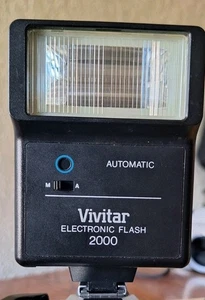 AUTOMATIC
M A
Vivitar
ELECTRONIC FLASH
2000